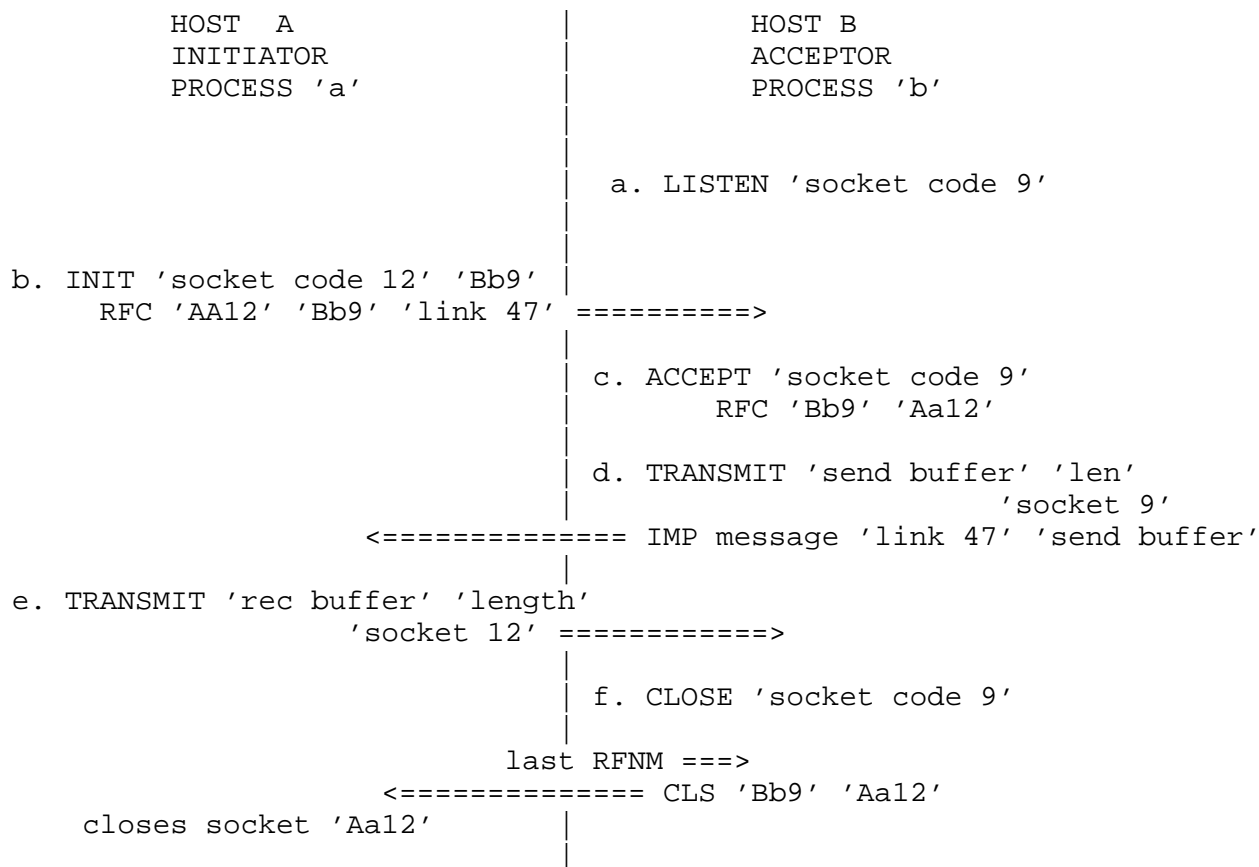 HOST  A                |          HOST B
INITIATOR              |          ACCEPTOR
PROCESS ’a’            |          PROCESS ’b’
|
|
| a. LISTEN ’socket code 9’
|
|
b. INIT ’socket code 12’ ’Bb9’ |
RFC ’AA12’ ’Bb9’ ’link 47’ ==========>
|
| c. ACCEPT ’socket code 9’
|       RFC ’Bb9’ ’Aa12’
|
| d. TRANSMIT ’send buffer’ ’len’
|                        ’socket 9’
<============== IMP message ’link 47’ ’send buffer’
|
e. TRANSMIT ’rec buffer’ ’length’
’socket 12’ ============>
|
| f. CLOSE ’socket code 9’
|
last RFNM ===>
<============== CLS ’Bb9’ ’Aa12’
closes socket ’Aa12’       |
|